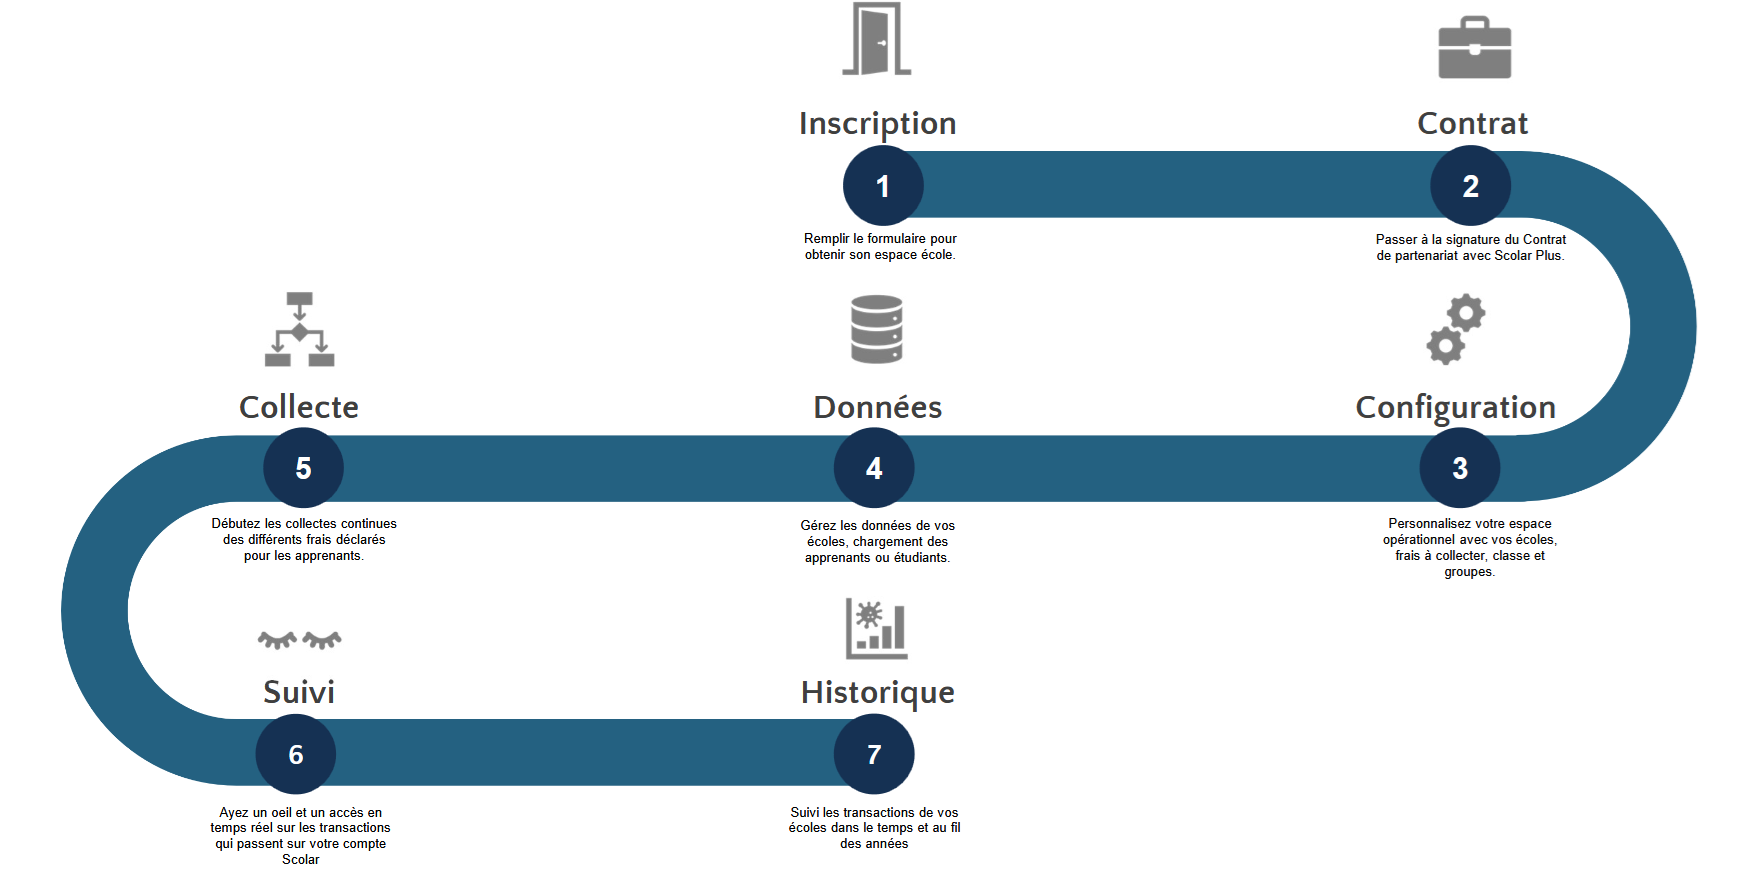 Inscription
1
Remplir le formulaire pour
obtenir son espace école.
Contrat
2
Passer à la signature du Contrat
de partenariat avec Scolar Plus.
Configuration
3
Personnalisez votre espace
opérationnel avec vos écoles,
frais à collecter, classe et
groupes.
Données
4
Gérez les données de vos
écoles, chargement des
apprenants ou étudiants.
Collecte
5
Débutez les collectes continues
des différents frais déclarés
pour les apprenants.
Suivi
6
Ayez un oeil et un accès en
temps réel sur les transactions
qui passent sur votre compte
Scolar
Historique
7
Suivi les transactions de vos
écoles dans le temps et au fil
des années